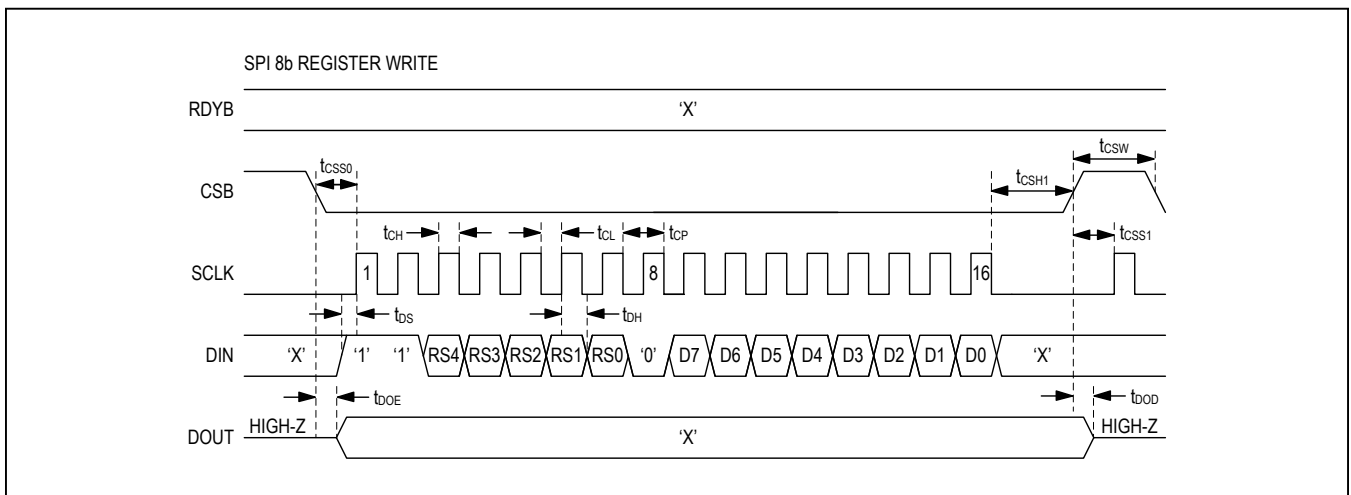 SPI 8b REGISTER WRITE
RDYB ‘X’
tCSS0 tCSW
CSB tCSH1
tCH tCL tCP tCSS1
SCLK 1 8 16
tDS tDH
DIN ‘X’ ‘1’ ‘1’ RS4 RS3 RS2 RS1 RS0 ‘0’ D7 D6 D5 D4 D3 D2 D1 D0 ‘X’
tDOE tDOD
DOUT HIGH-Z ‘X’ HIGH-Z